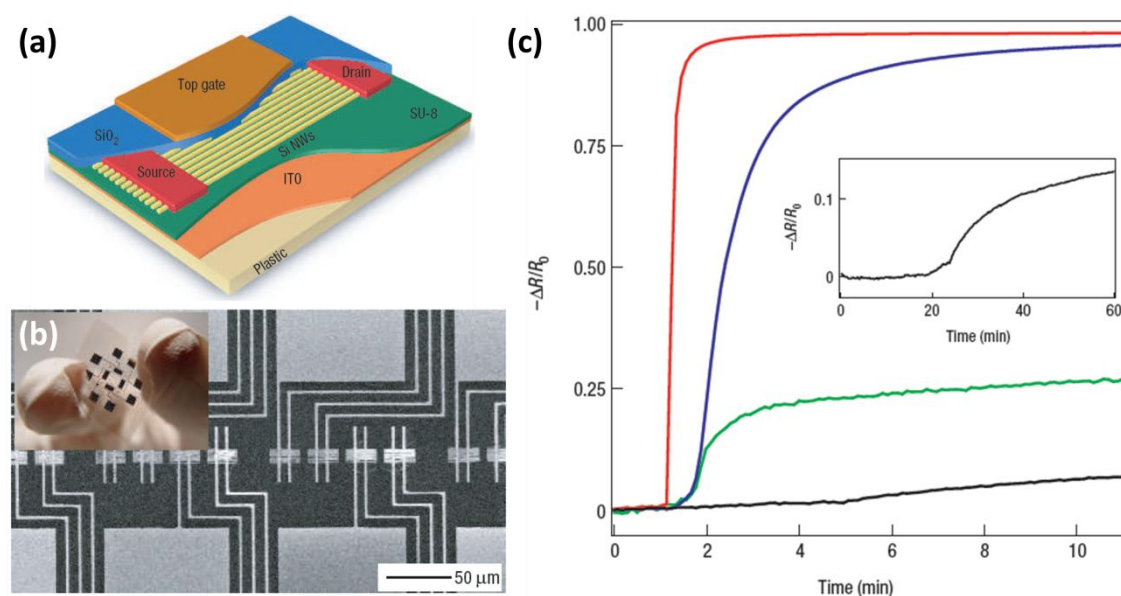 (a)
Top gate
Drain
SiO2
SU-8
Si NWs
Source
ITO
Plastic
(b)
50 μm
(c)
1.00
0.75
0.50
0.25
0
−ΔR/R0
0 2 4 6 8 10
Time (min)
0.1
0
−ΔR/R0
0 20 40 60
Time (min)